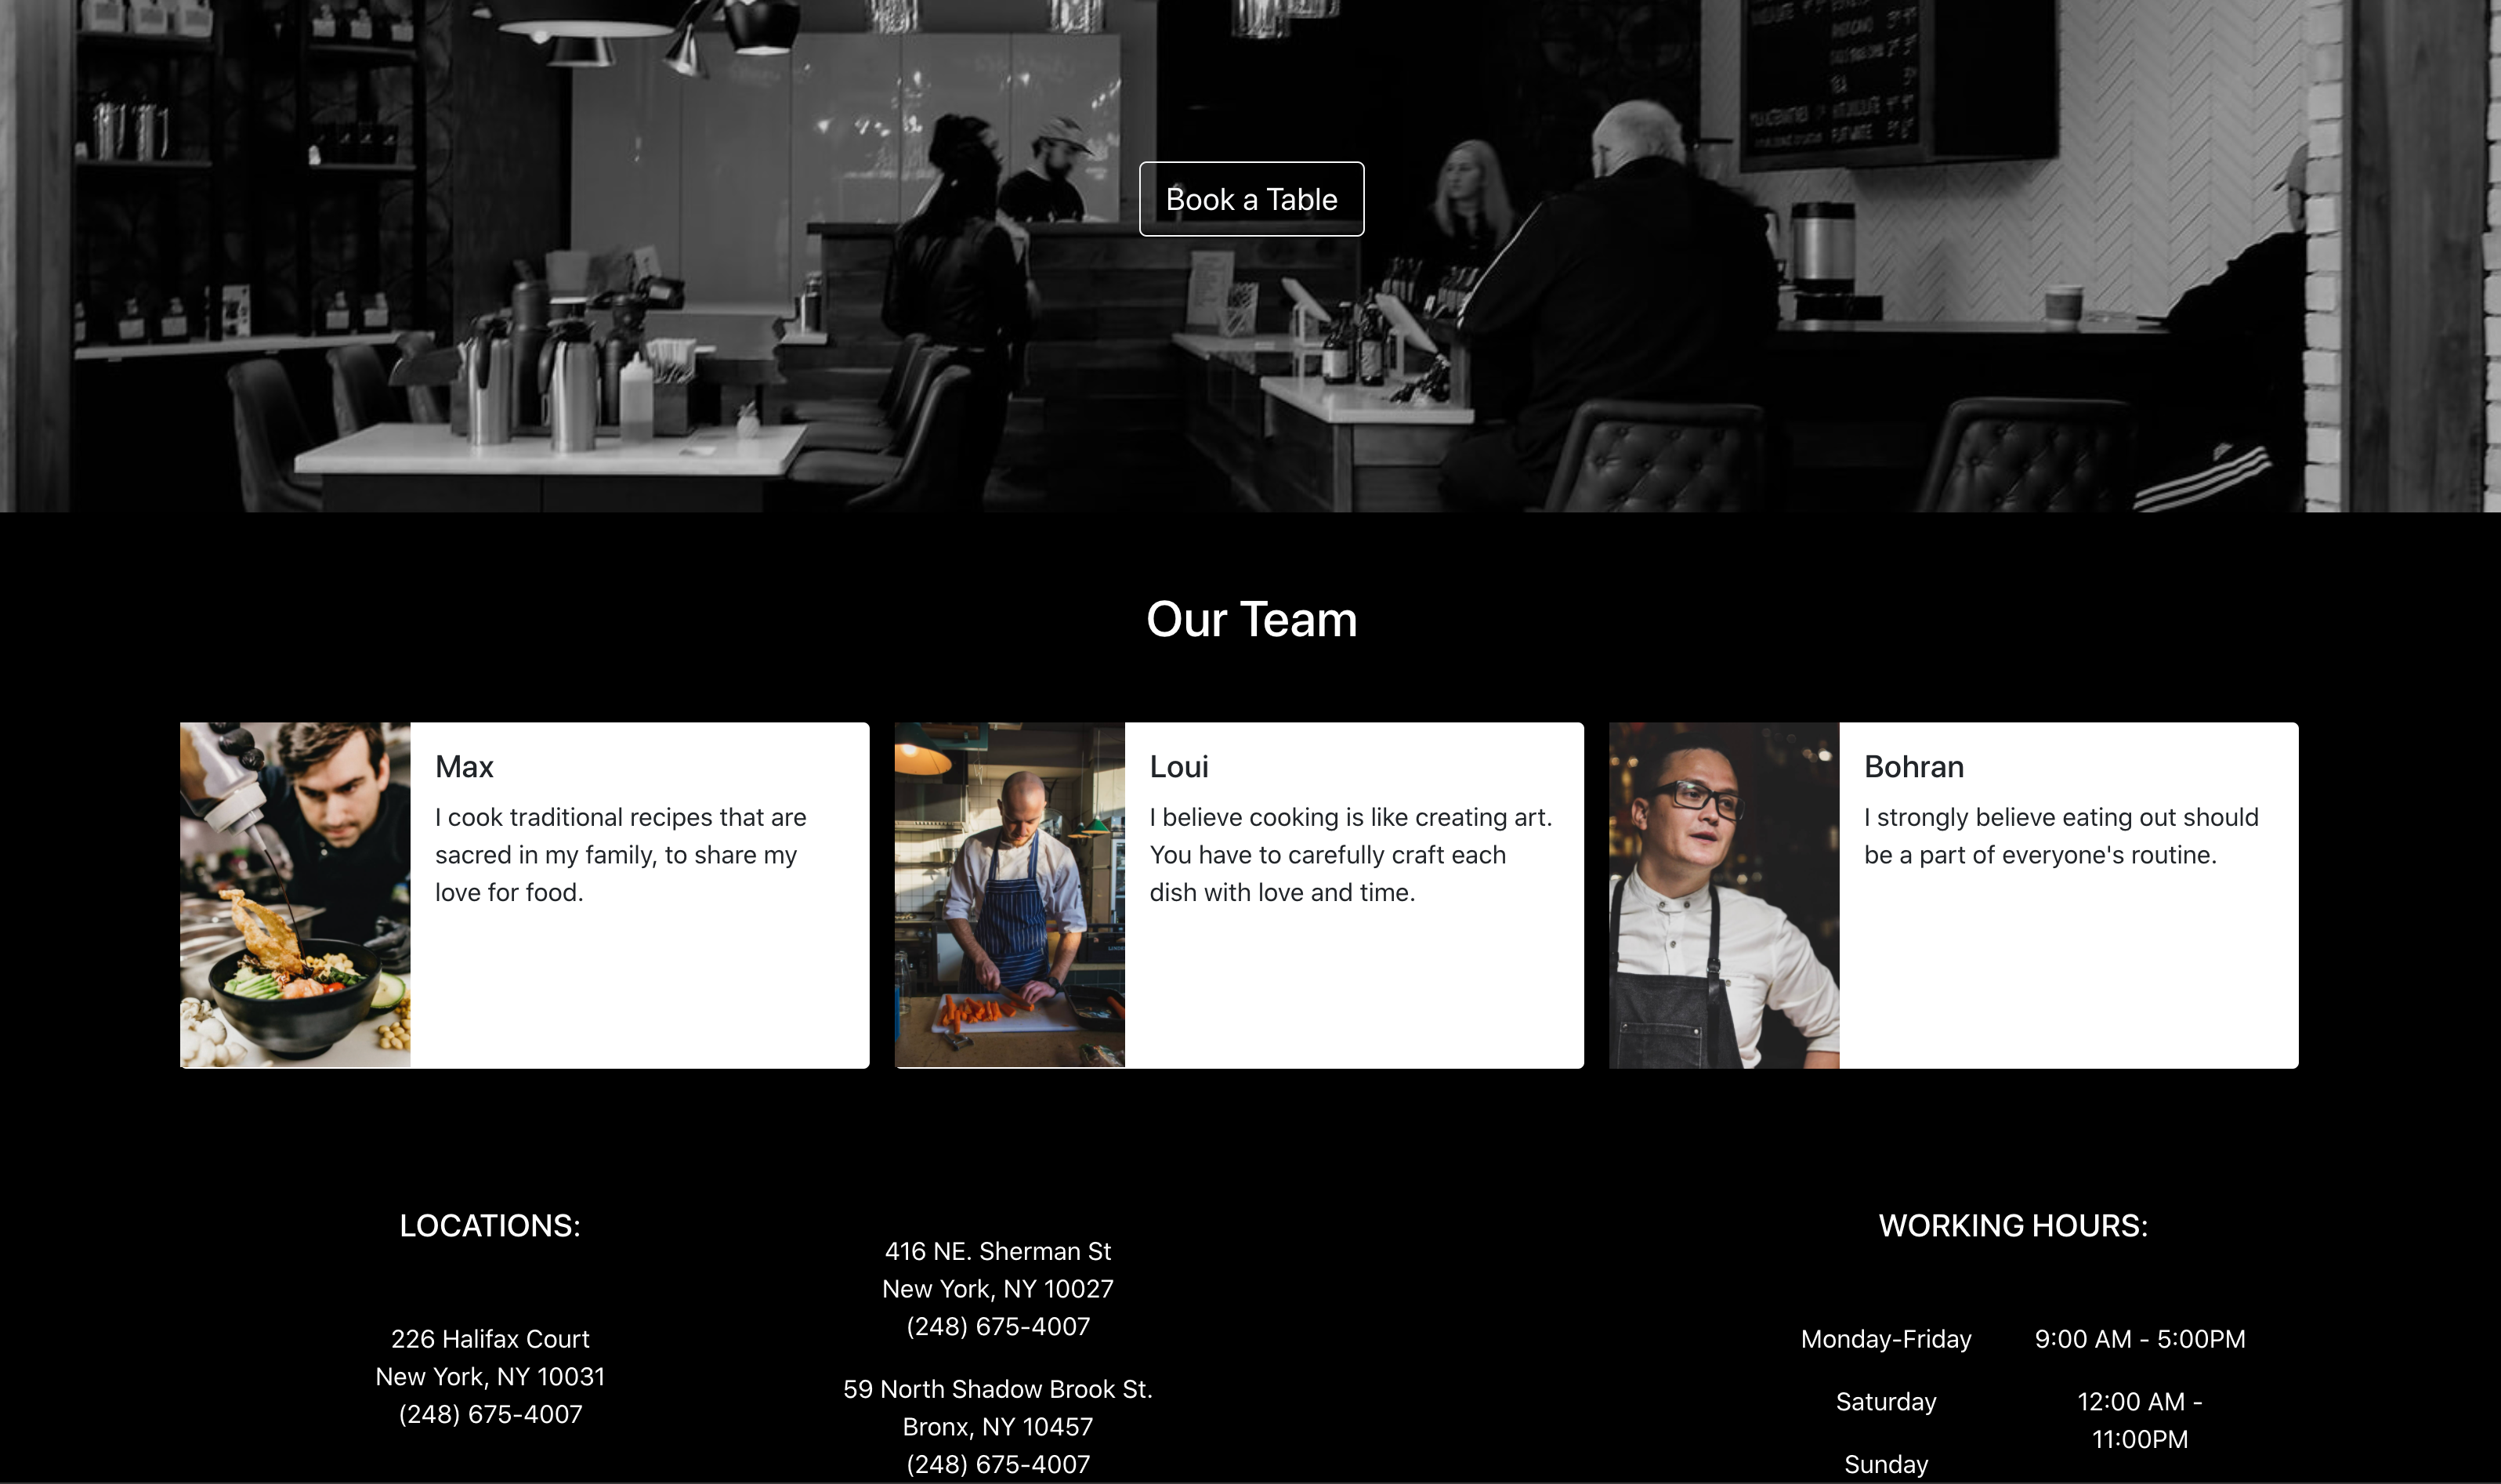 TEA
Book a Table
Our Team
Max
I cook traditional recipes that are
sacred in my family, to share my
love for food.
Loui
I believe cooking is like creating art.
You have to carefully craft each
dish with love and time.
Bohran
I strongly believe eating out should
be a part of everyone's routine.
LOCATIONS:
226 Halifax Court
New York, NY 10031
(248) 675-4007
416 NE. Sherman St
New York, NY 10027
(248) 675-4007
59 North Shadow Brook St.
Bronx, NY 10457
(248) 675-4007
WORKING HOURS:
Monday-Friday 9:00 AM - 5:00PM
Saturday 12:00 AM -
11:00PM
Sunday